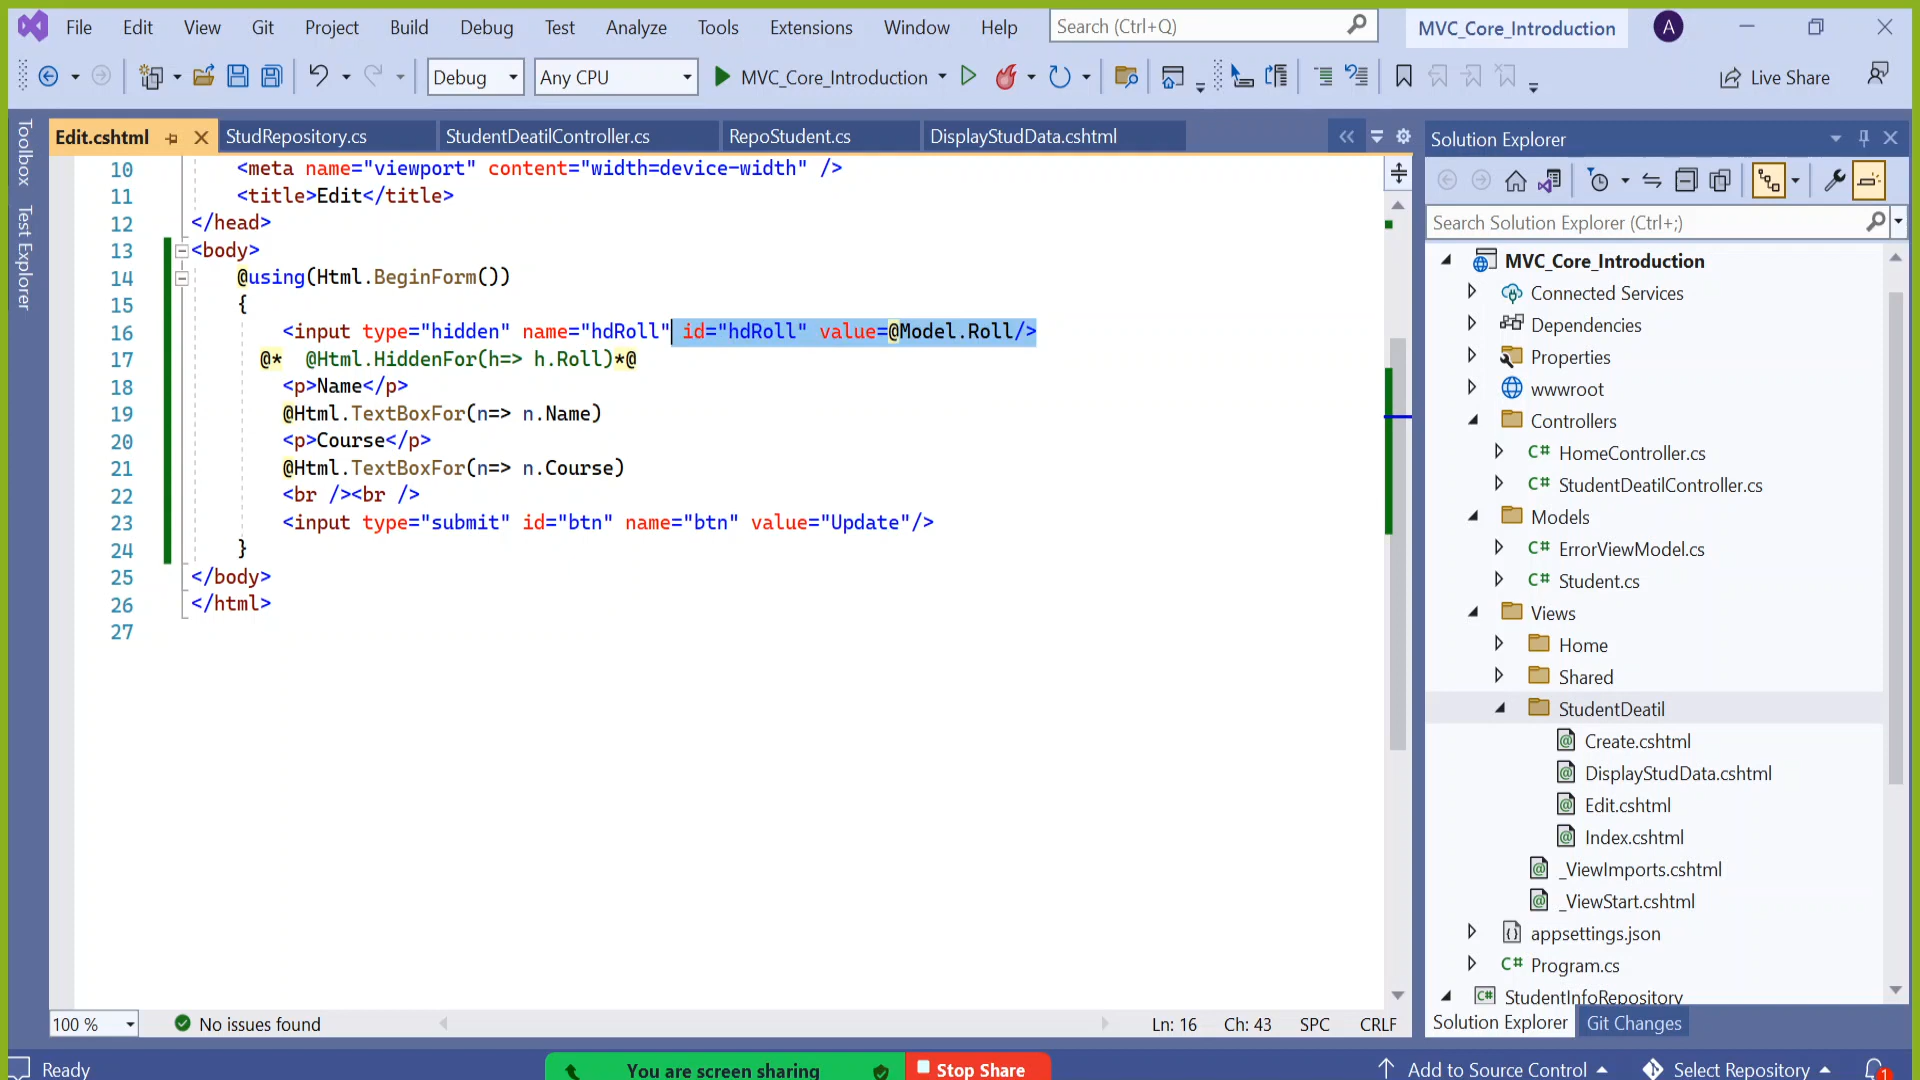 File Edit View Git Project Build Debug Test Analyze Tools Extensions Window Help Search (Ctrl+Q) MVC_Core_Introduction A
Debug Any CPU MVC_Core_Introduction Live Share
Toolbox
Test Explorer
Edit.cshtml StudRepository.cs StudentDeatilController.cs RepoStudent.cs DisplayStudData.cshtml
10 <meta name="viewport" content="width=device-width" />
11 <title>Edit</title>
12 </head>
13 <body>
14 @using(Html.BeginForm())
15 {
16 <input type="hidden" name="hdRoll" id="hdRoll" value=@Model.Roll/>
17 @* @Html.HiddenFor(h=> h.Roll)*@
18 <p>Name</p>
19 @Html.TextBoxFor(n=> n.Name)
20 <p>Course</p>
21 @Html.TextBoxFor(n=> n.Course)
22 <br /><br />
23 <input type="submit" id="btn" name="btn" value="Update"/>
24 }
25 </body>
26 </html>
27
100 % No issues found Ln: 16 Ch: 43 SPC CRLF
Solution Explorer
Search Solution Explorer (Ctrl+;)
MVC_Core_Introduction
Connected Services
Dependencies
Properties
wwwroot
Controllers
C# HomeController.cs
C# StudentDeatilController.cs
Models
C# ErrorViewModel.cs
C# Student.cs
Views
Home
Shared
StudentDeatil
Create.cshtml
DisplayStudData.cshtml
Edit.cshtml
Index.cshtml
_ViewImports.cshtml
_ViewStart.cshtml
appsettings.json
C# Program.cs
C# StudentInfoRepository
Solution Explorer Git Changes
Ready You are screen sharing Stop Share Add to Source Control Select Repository 1